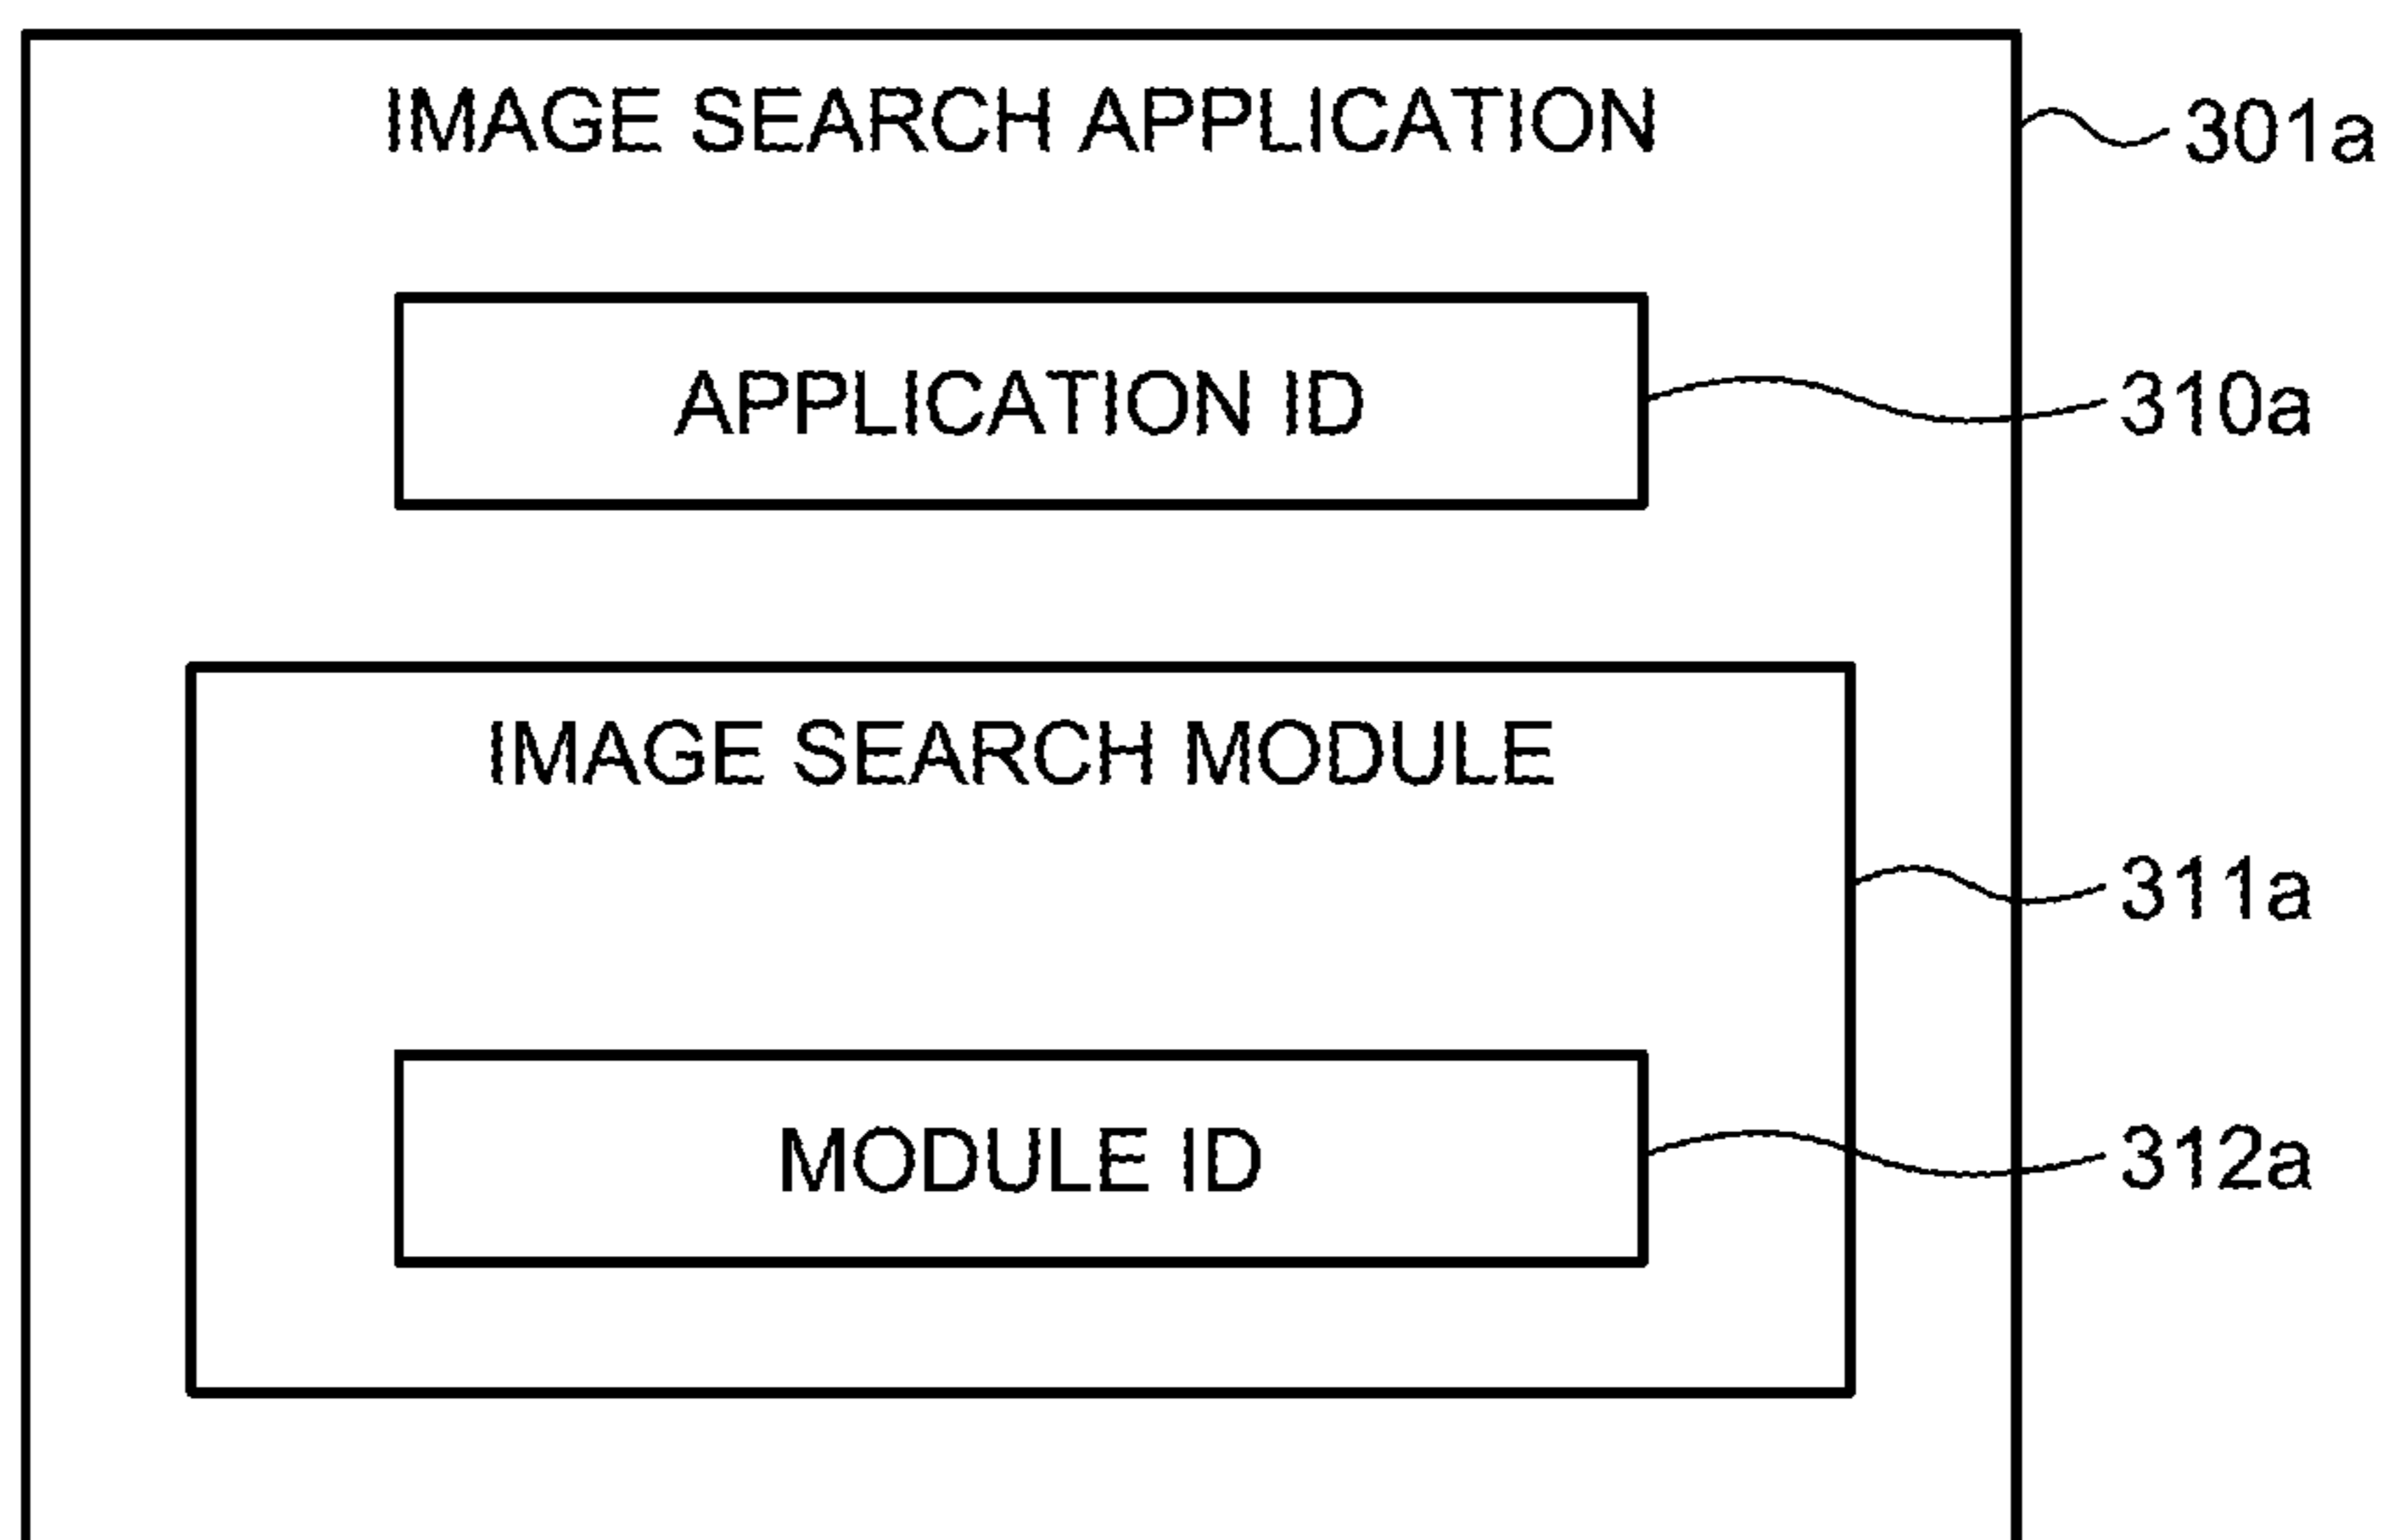 IMAGE SEARCH APPLICATION
301a
APPLICATION ID
310a
IMAGE SEARCH MODULE
311a
MODULE ID
312a